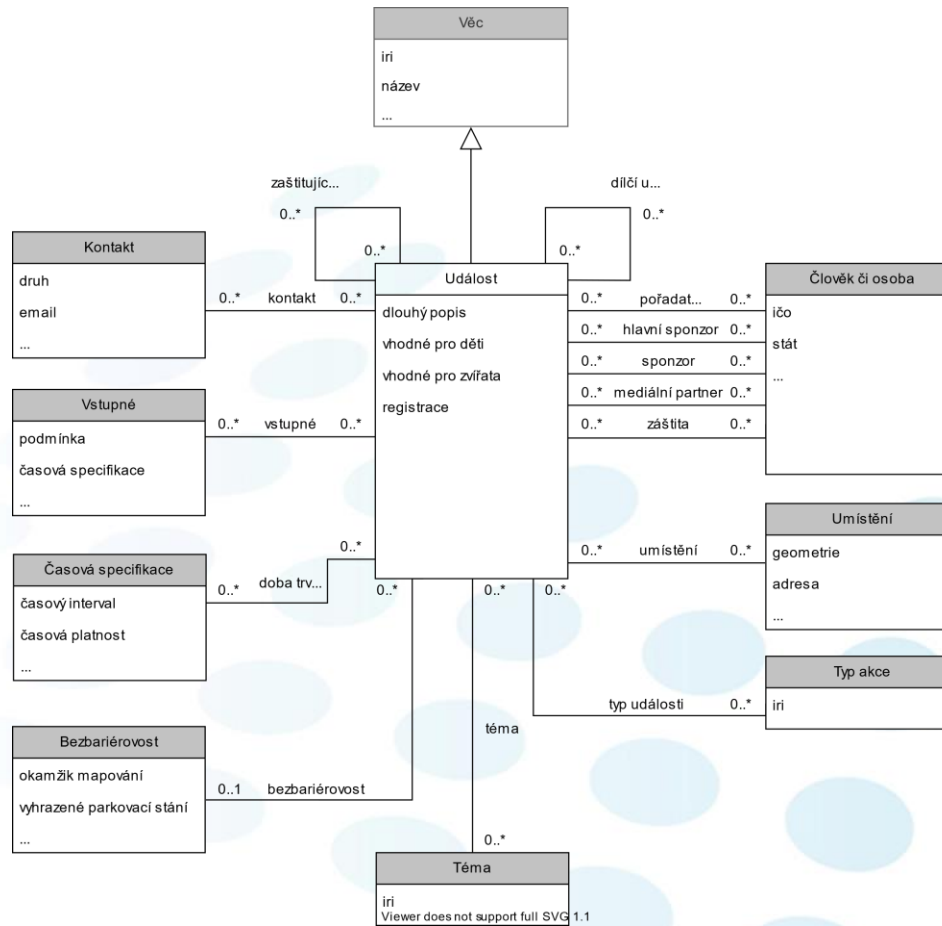 Věc
iri
název
...
zaštitujíc...
dílčí u...
0..*
0..*
0..*
0..*
Kontakt
druh
email
...
0..* kontakt 0..*
Událost
dlouhý popis
vhodné pro děti
vhodné pro zvířata
registrace
0..* pořadat... 0..*
0..* hlavní sponzor 0..*
0..* sponzor 0..*
0..* mediální partner 0..*
0..* záštita 0..*
Člověk či osoba
ičo
stát
...
Vstupné
podmínka
časová specifikace
...
0..* vstupné 0..*
0..* umístění 0..*
Umístění
geometrie
adresa
...
Časová specifikace
časový interval
časová platnost
...
0..*
0..* doba trv...
0..*
0..*
0..*
typ události 0..*
Typ akce
iri
téma
Bezbariérovost
okamžik mapování
vyhrazené parkovací stání
...
0..1 bezbariérovost
0..*
Téma
iri
Viewer does not support full SVG 1.1